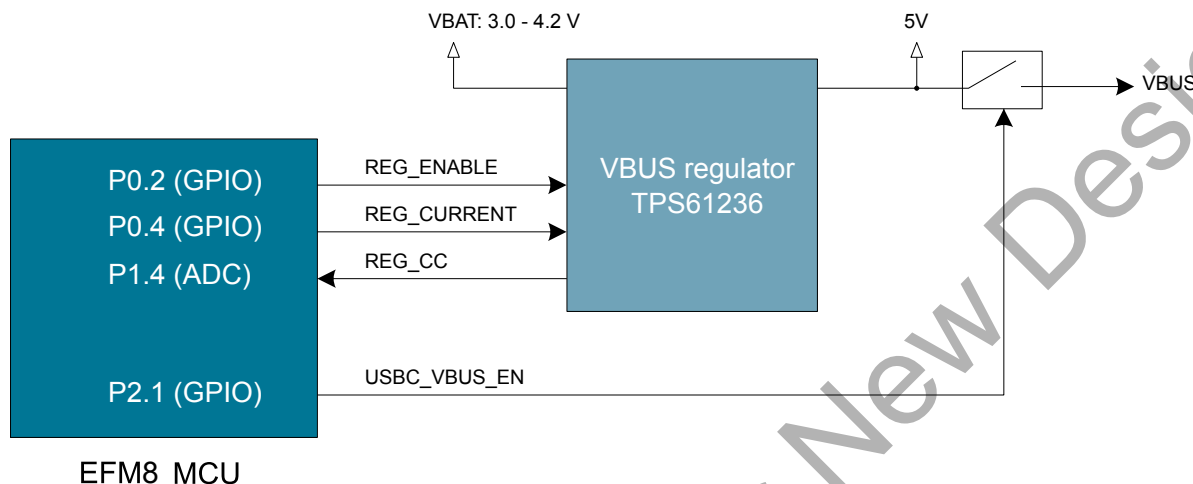 VBAT: 3.0 - 4.2 V
5V
VBUS
P0.2 (GPIO)
REG_ENABLE
VBUS regulator
TPS61236
P0.4 (GPIO)
REG_CURRENT
P1.4 (ADC)
REG_CC
P2.1 (GPIO)
USBC_VBUS_EN
EFM8 MCU
New Desi